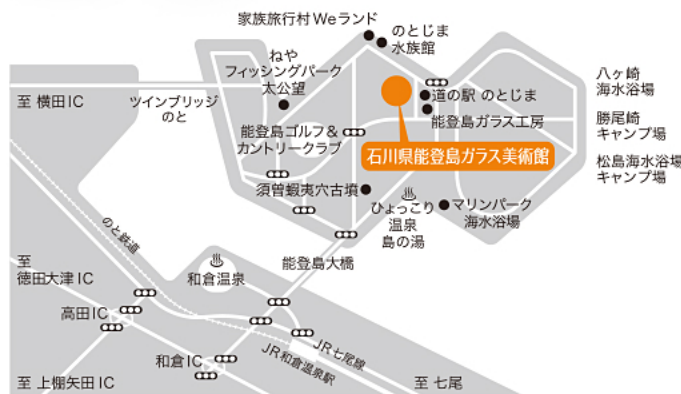 家族旅行村Weランド
のとじま
水族館
ねや
フィッシングパーク
太公望
八ヶ崎
海水浴場
至 横田IC
ツインブリッジ
のと
道の駅 のとじま
勝尾崎
キャンプ場
能登島ガラス工房
能登島ゴルフ＆
カントリークラブ
石川県能登島ガラス美術館
松島海水浴場
キャンプ場
須曽蝦夷穴古墳
ひょっこり
温泉
島の湯
マリンパーク
海水浴場
のと鉄道
能登島大橋
至
徳田大津IC
和倉温泉
高田IC
和倉IC
JR七尾線
JR和倉温泉駅
至 上棚矢田IC
至 七尾